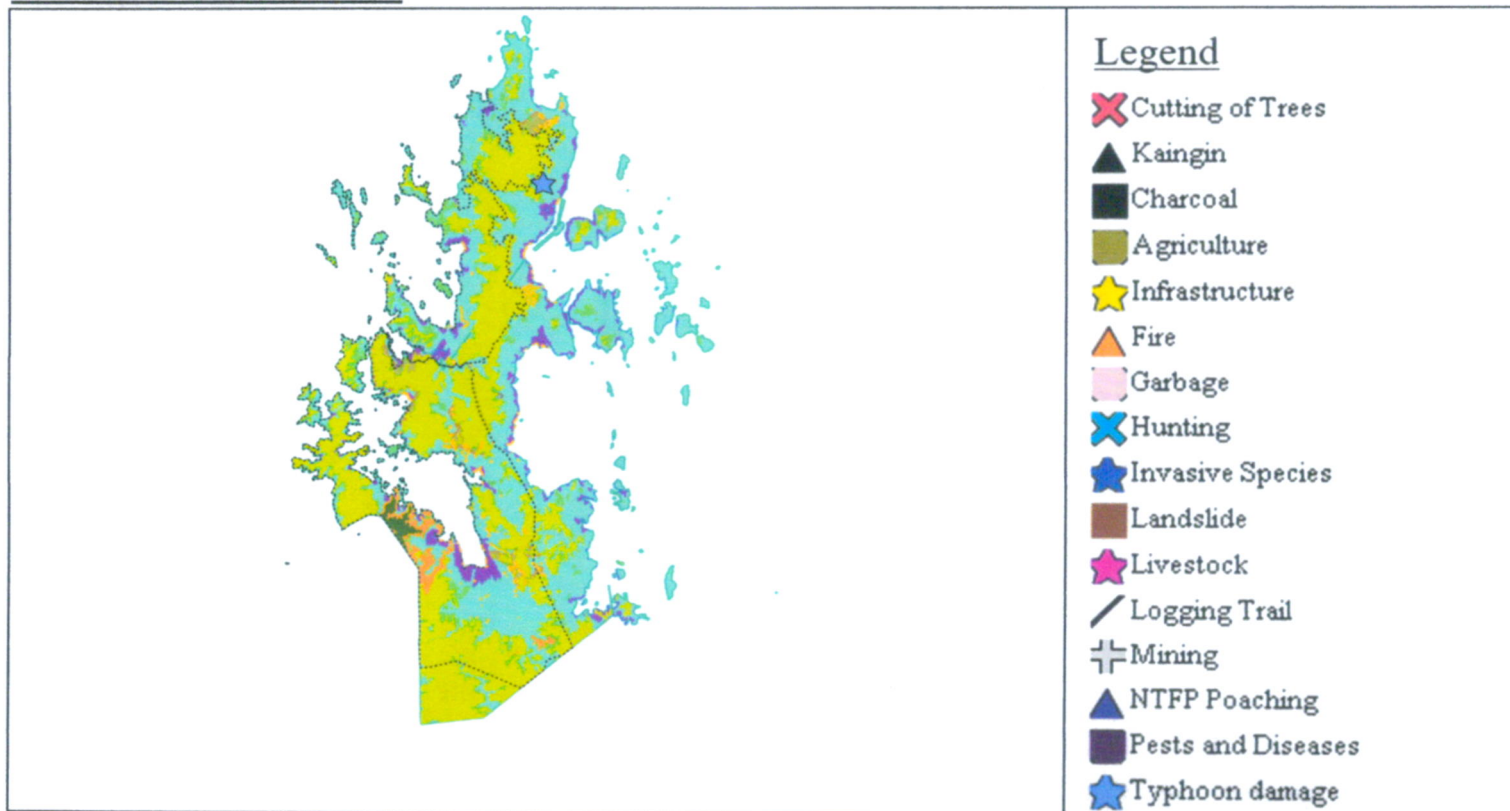 Legend
Cutting of Trees
Kaingin
Charcoal
Agriculture
Infrastructure
Fire
Garbage
Hunting
Invasive Species
Landslide
Livestock
Logging Trail
Mining
NTFP Poaching
Pests and Diseases
Typhoon damage